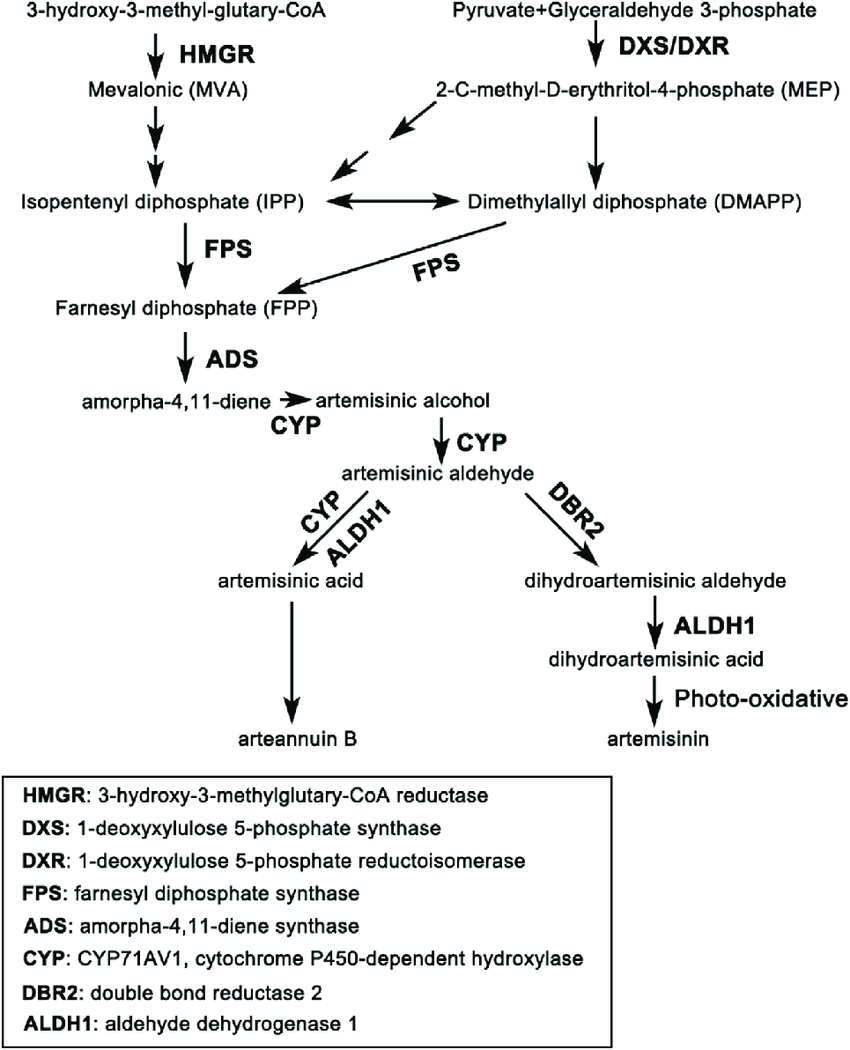 3-hydroxy-3-methyl-glutary-CoA
Pyruvate+Glyceraldehyde 3-phosphate
HMGR
DXS/DXR
Mevalonic (MVA)
2-C-methyl-D-erythritol-4-phosphate (MEP)
Isopentenyl diphosphate (IPP)
Dimethylallyl diphosphate (DMAPP)
FPS
FPS
Farnesyl diphosphate (FPP)
ADS
amorpha-4,11-diene
artemisinic alcohol
CYP
CYP
artemisinic aldehyde
CYP
ALDH1
DBR2
artemisinic acid
dihydroartemisinic aldehyde
ALDH1
dihydroartemisinic acid
Photo-oxidative
arteannuin B
artemisinin
HMGR: 3-hydroxy-3-methylglutary-CoA reductase
DXS: 1-deoxyxylulose 5-phosphate synthase
DXR: 1-deoxyxylulose 5-phosphate reductoisomerase
FPS: farnesyl diphosphate synthase
ADS: amorpha-4,11-diene synthase
CYP: CYP71AV1, cytochrome P450-dependent hydroxylase
DBR2: double bond reductase 2
ALDH1: aldehyde dehydrogenase 1